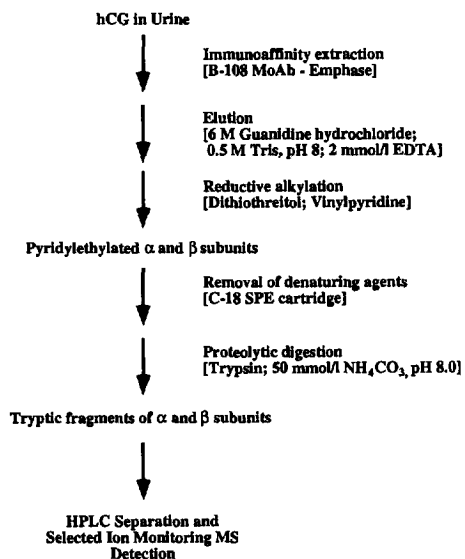 hCG in Urine
Immunoaffinity extraction
[B-108 MoAb - Emphase]
Elution
[6 M Guanidine hydrochloride;
0.5 M Tris, pH 8; 2 mmol/l EDTA]
Reductive alkylation
[Dithiothreitol; Vinylpyridine]
Pyridylethylated α and β subunits
Removal of denaturing agents
[C-18 SPE cartridge]
Proteolytic digestion
[Trypsin; 50 mmol/l NH₄CO₃, pH 8.0]
Tryptic fragments of α and β subunits
HPLC Separation and
Selected Ion Monitoring MS
Detection